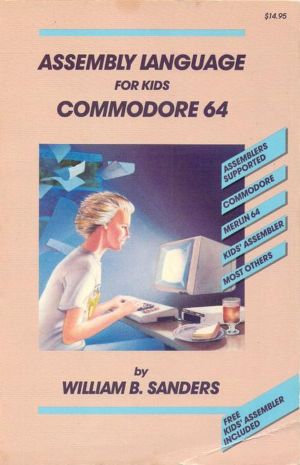 $14.95
ASSEMBLY LANGUAGE
FOR KIDS
COMMODORE 64
ASSEMBLERS
SUPPORTED
COMMODORE
MERLIN 64
KIDS' ASSEMBLER
MOST OTHERS
by
WILLIAM B. SANDERS
FREE
KIDS' ASSEMBLER
INCLUDED